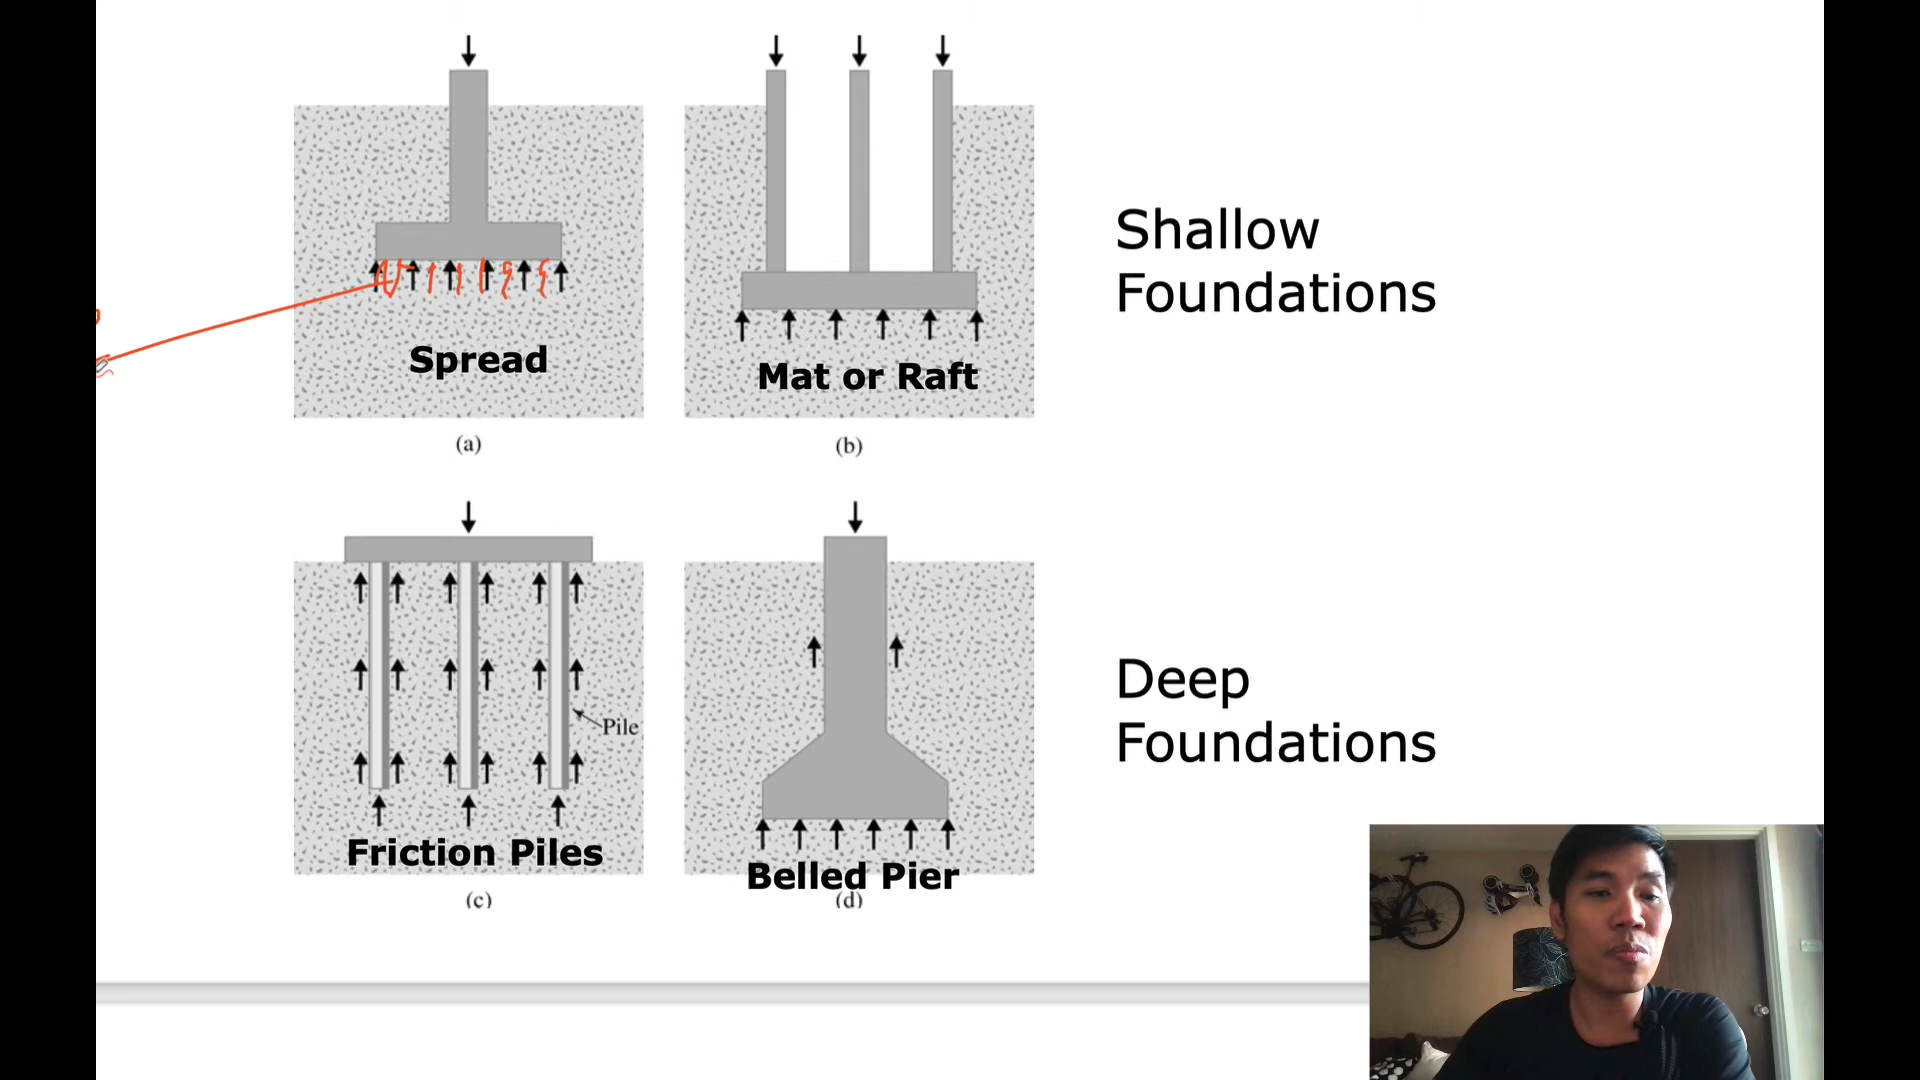 Spread
Mat or Raft
(a)
(b)
Shallow
Foundations
Pile
Friction Piles
Belled Pier
(c)
(d)
Deep
Foundations